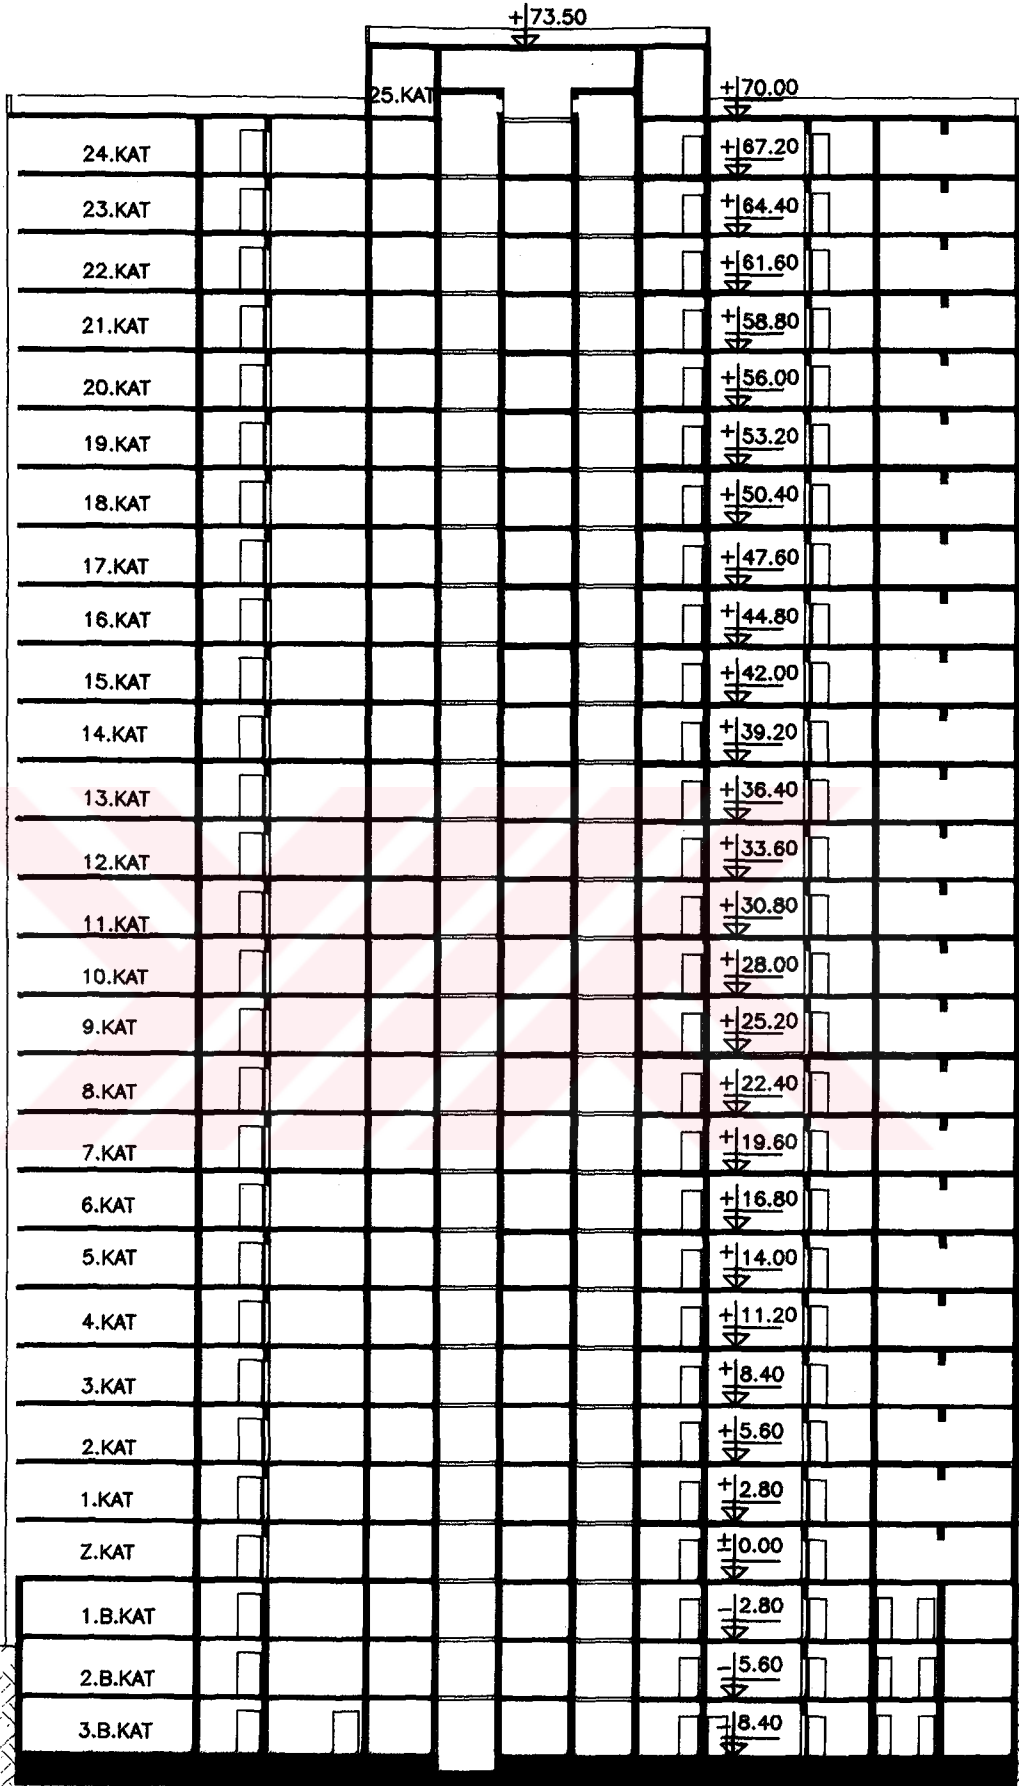 +73.50
25.KAT
+70.00
24.KAT +67.20
23.KAT +64.40
22.KAT +61.60
21.KAT +58.80
20.KAT +56.00
19.KAT +53.20
18.KAT +50.40
17.KAT +47.60
16.KAT +44.80
15.KAT +42.00
14.KAT +39.20
13.KAT +36.40
12.KAT +33.60
11.KAT +30.80
10.KAT +28.00
9.KAT +25.20
8.KAT +22.40
7.KAT +19.60
6.KAT +16.80
5.KAT +14.00
4.KAT +11.20
3.KAT +8.40
2.KAT +5.60
1.KAT +2.80
Z.KAT ±0.00
1.B.KAT -2.80
2.B.KAT -5.60
3.B.KAT -8.40